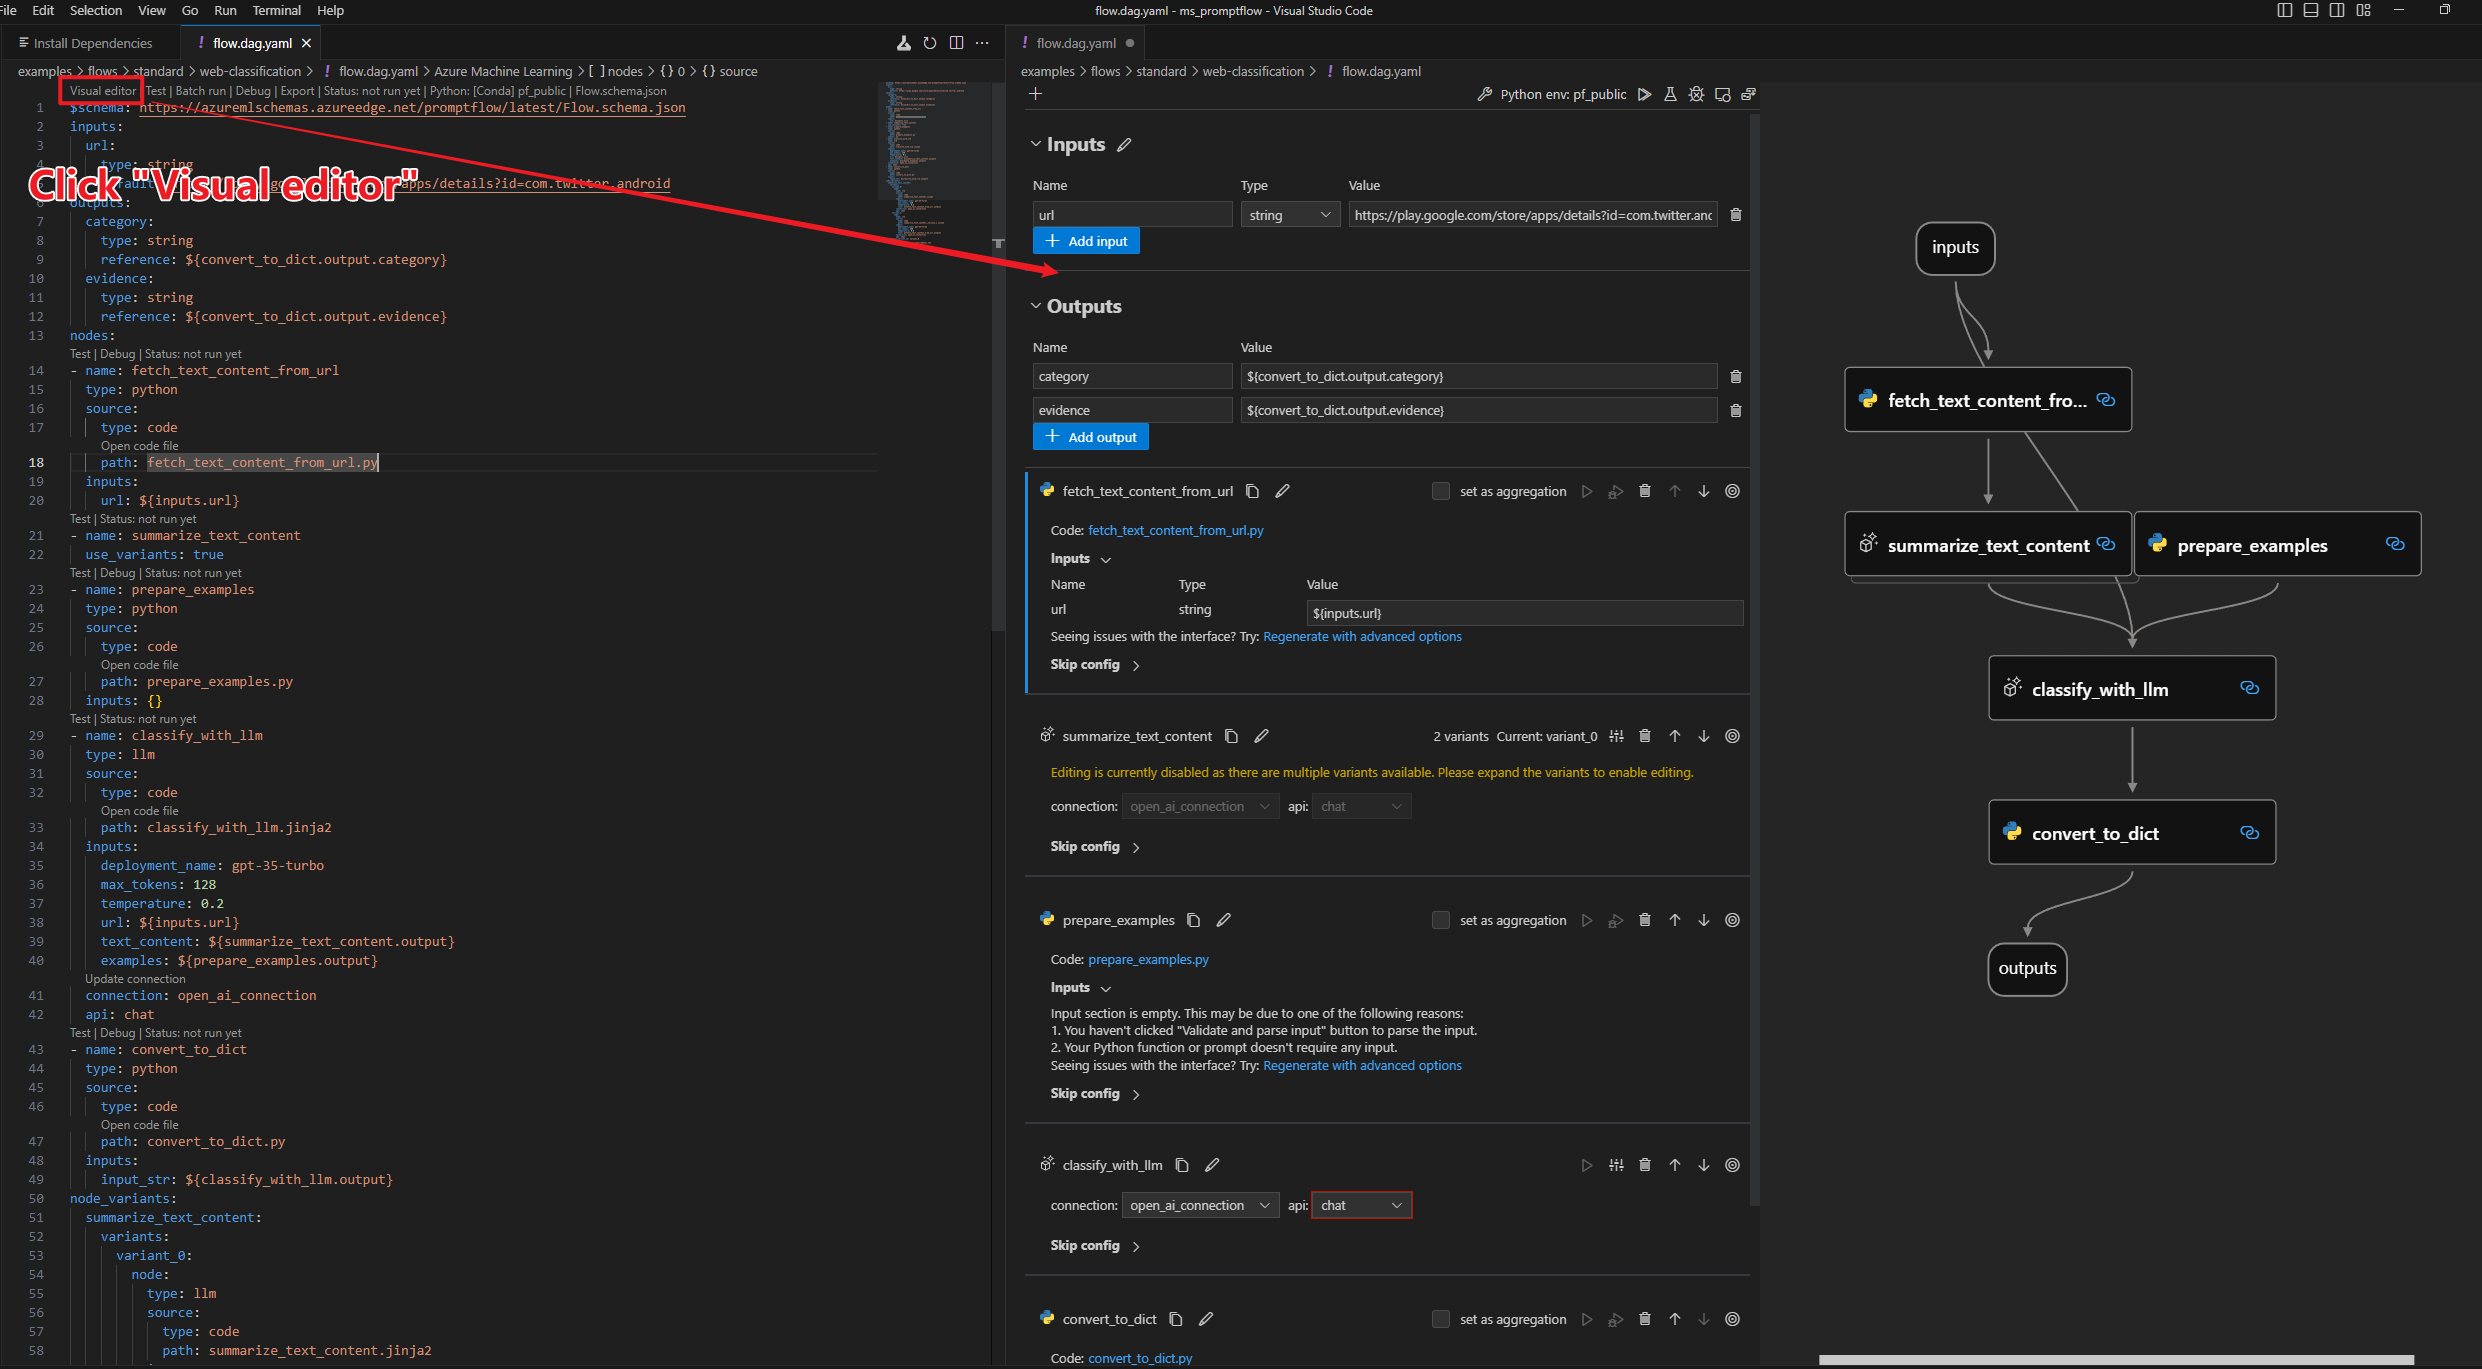 File Edit Selection View Go Run Terminal Help
flow.dag.yaml - ms_promptflow - Visual Studio Code
Install Dependencies
! flow.dag.yaml
examples > flows > standard > web-classification > ! flow.dag.yaml > Azure Machine Learning > [ ] nodes > {} 0 > {} source
Visual editor | Test | Batch run | Debug | Export | Status: not run yet | Python: [Conda] pf_public | Flow.schema.json
1 $schema: https://azuremlschemas.azureedge.net/promptflow/latest/Flow.schema.json
2 inputs:
3 url:
4 type: string
apps/details?id=com.twitter.android
Click "Visual editor"
6 outputs:
7 category:
8 type: string
9 reference: ${convert_to_dict.output.category}
10 evidence:
11 type: string
12 reference: ${convert_to_dict.output.evidence}
13 nodes:
Test | Debug | Status: not run yet
14 - name: fetch_text_content_from_url
15 type: python
16 source:
17 type: code
Open code file
18 path: fetch_text_content_from_url.py
19 inputs:
20 url: ${inputs.url}
Test | Status: not run yet
21 - name: summarize_text_content
22 use_variants: true
Test | Debug | Status: not run yet
23 - name: prepare_examples
24 type: python
25 source:
26 type: code
Open code file
27 path: prepare_examples.py
28 inputs: {}
Test | Status: not run yet
29 - name: classify_with_llm
30 type: llm
31 source:
32 type: code
Open code file
33 path: classify_with_llm.jinja2
34 inputs:
35 deployment_name: gpt-35-turbo
36 max_tokens: 128
37 temperature: 0.2
38 url: ${inputs.url}
39 text_content: ${summarize_text_content.output}
40 examples: ${prepare_examples.output}
Update connection
41 connection: open_ai_connection
42 api: chat
Test | Debug | Status: not run yet
43 - name: convert_to_dict
44 type: python
45 source:
46 type: code
Open code file
47 path: convert_to_dict.py
48 inputs:
49 input_str: ${classify_with_llm.output}
50 node_variants:
51 summarize_text_content:
52 variants:
53 variant_0:
54 node:
55 type: llm
56 source:
57 type: code
58 path: summarize_text_content.jinja2
! flow.dag.yaml
examples > flows > standard > web-classification > ! flow.dag.yaml
Python env: pf_public
Inputs
Name Type Value
url string https://play.google.com/store/apps/details?id=com.twitter.anc
Add input
Outputs
Name Value
category ${convert_to_dict.output.category}
evidence ${convert_to_dict.output.evidence}
Add output
fetch_text_content_from_url set as aggregation
Code: fetch_text_content_from_url.py
Inputs
Name Type Value
url string ${inputs.url}
Seeing issues with the interface? Try: Regenerate with advanced options
Skip config
summarize_text_content 2 variants Current: variant_0
Editing is currently disabled as there are multiple variants available. Please expand the variants to enable editing.
connection: open_ai_connection api: chat
Skip config
prepare_examples set as aggregation
Code: prepare_examples.py
Inputs
Input section is empty. This may be due to one of the following reasons:
1. You haven't clicked "Validate and parse input" button to parse the input.
2. Your Python function or prompt doesn't require any input.
Seeing issues with the interface? Try: Regenerate with advanced options
Skip config
classify_with_llm
connection: open_ai_connection api: chat
Skip config
convert_to_dict set as aggregation
Code: convert_to_dict.py
inputs
fetch_text_content_fro...
summarize_text_content
prepare_examples
classify_with_llm
convert_to_dict
outputs